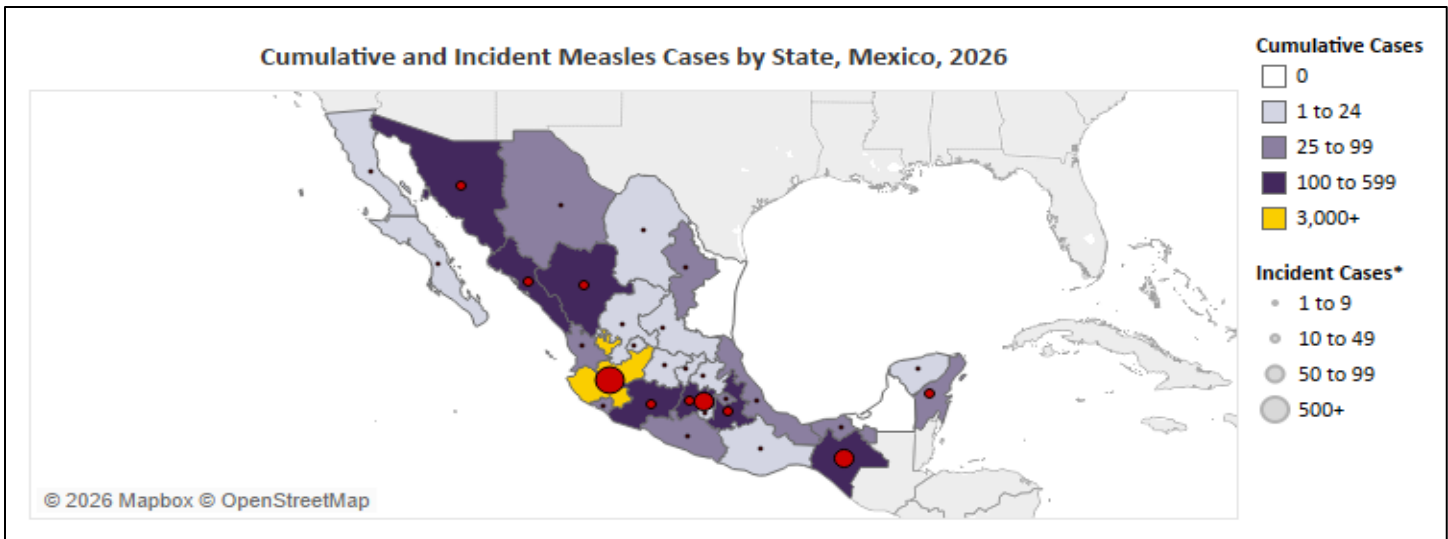 Cumulative and Incident Measles Cases by State, Mexico, 2026
Cumulative Cases
0
1 to 24
25 to 99
100 to 599
3,000+
Incident Cases*
1 to 9
10 to 49
50 to 99
500+
© 2026 Mapbox © OpenStreetMap